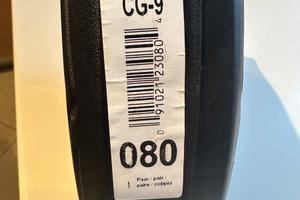 CG-9
0 91021 23080 4
080
1 Paar / pair /
paire / coppia